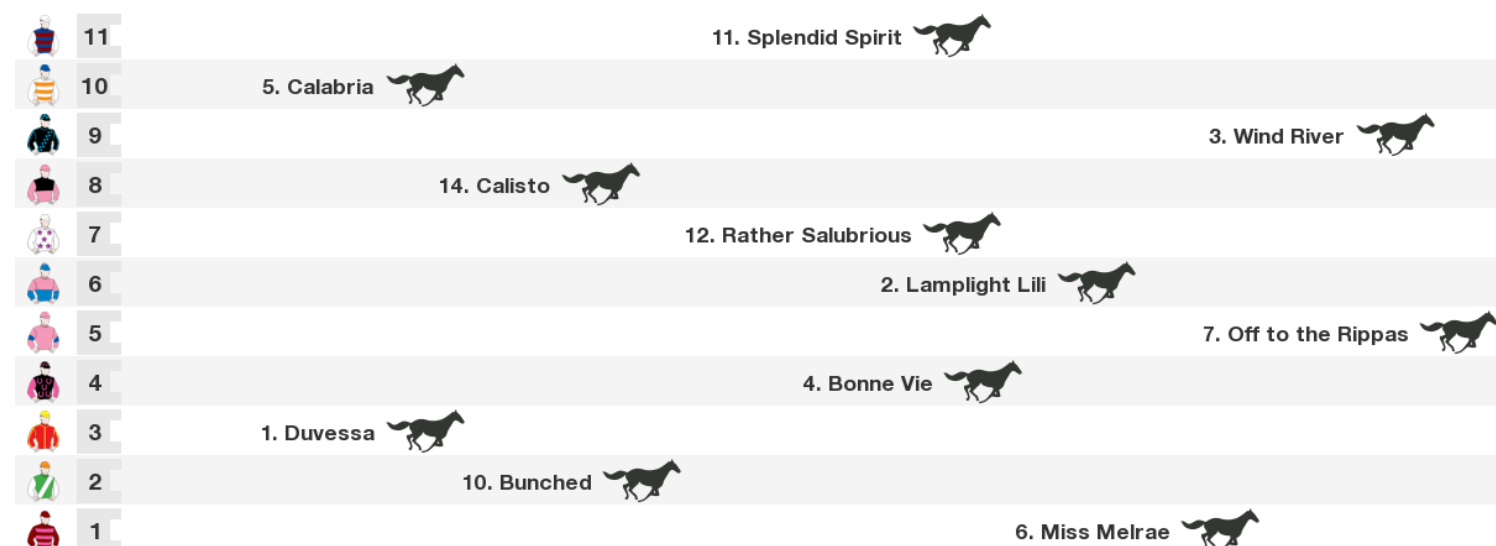 11 11. Splendid Spirit
10 5. Calabria
9 3. Wind River
8 14. Calisto
7 12. Rather Salubrious
6 2. Lamplight Lili
5 7. Off to the Rippas
4 4. Bonne Vie
3 1. Duvessa
2 10. Bunched
1 6. Miss Melrae